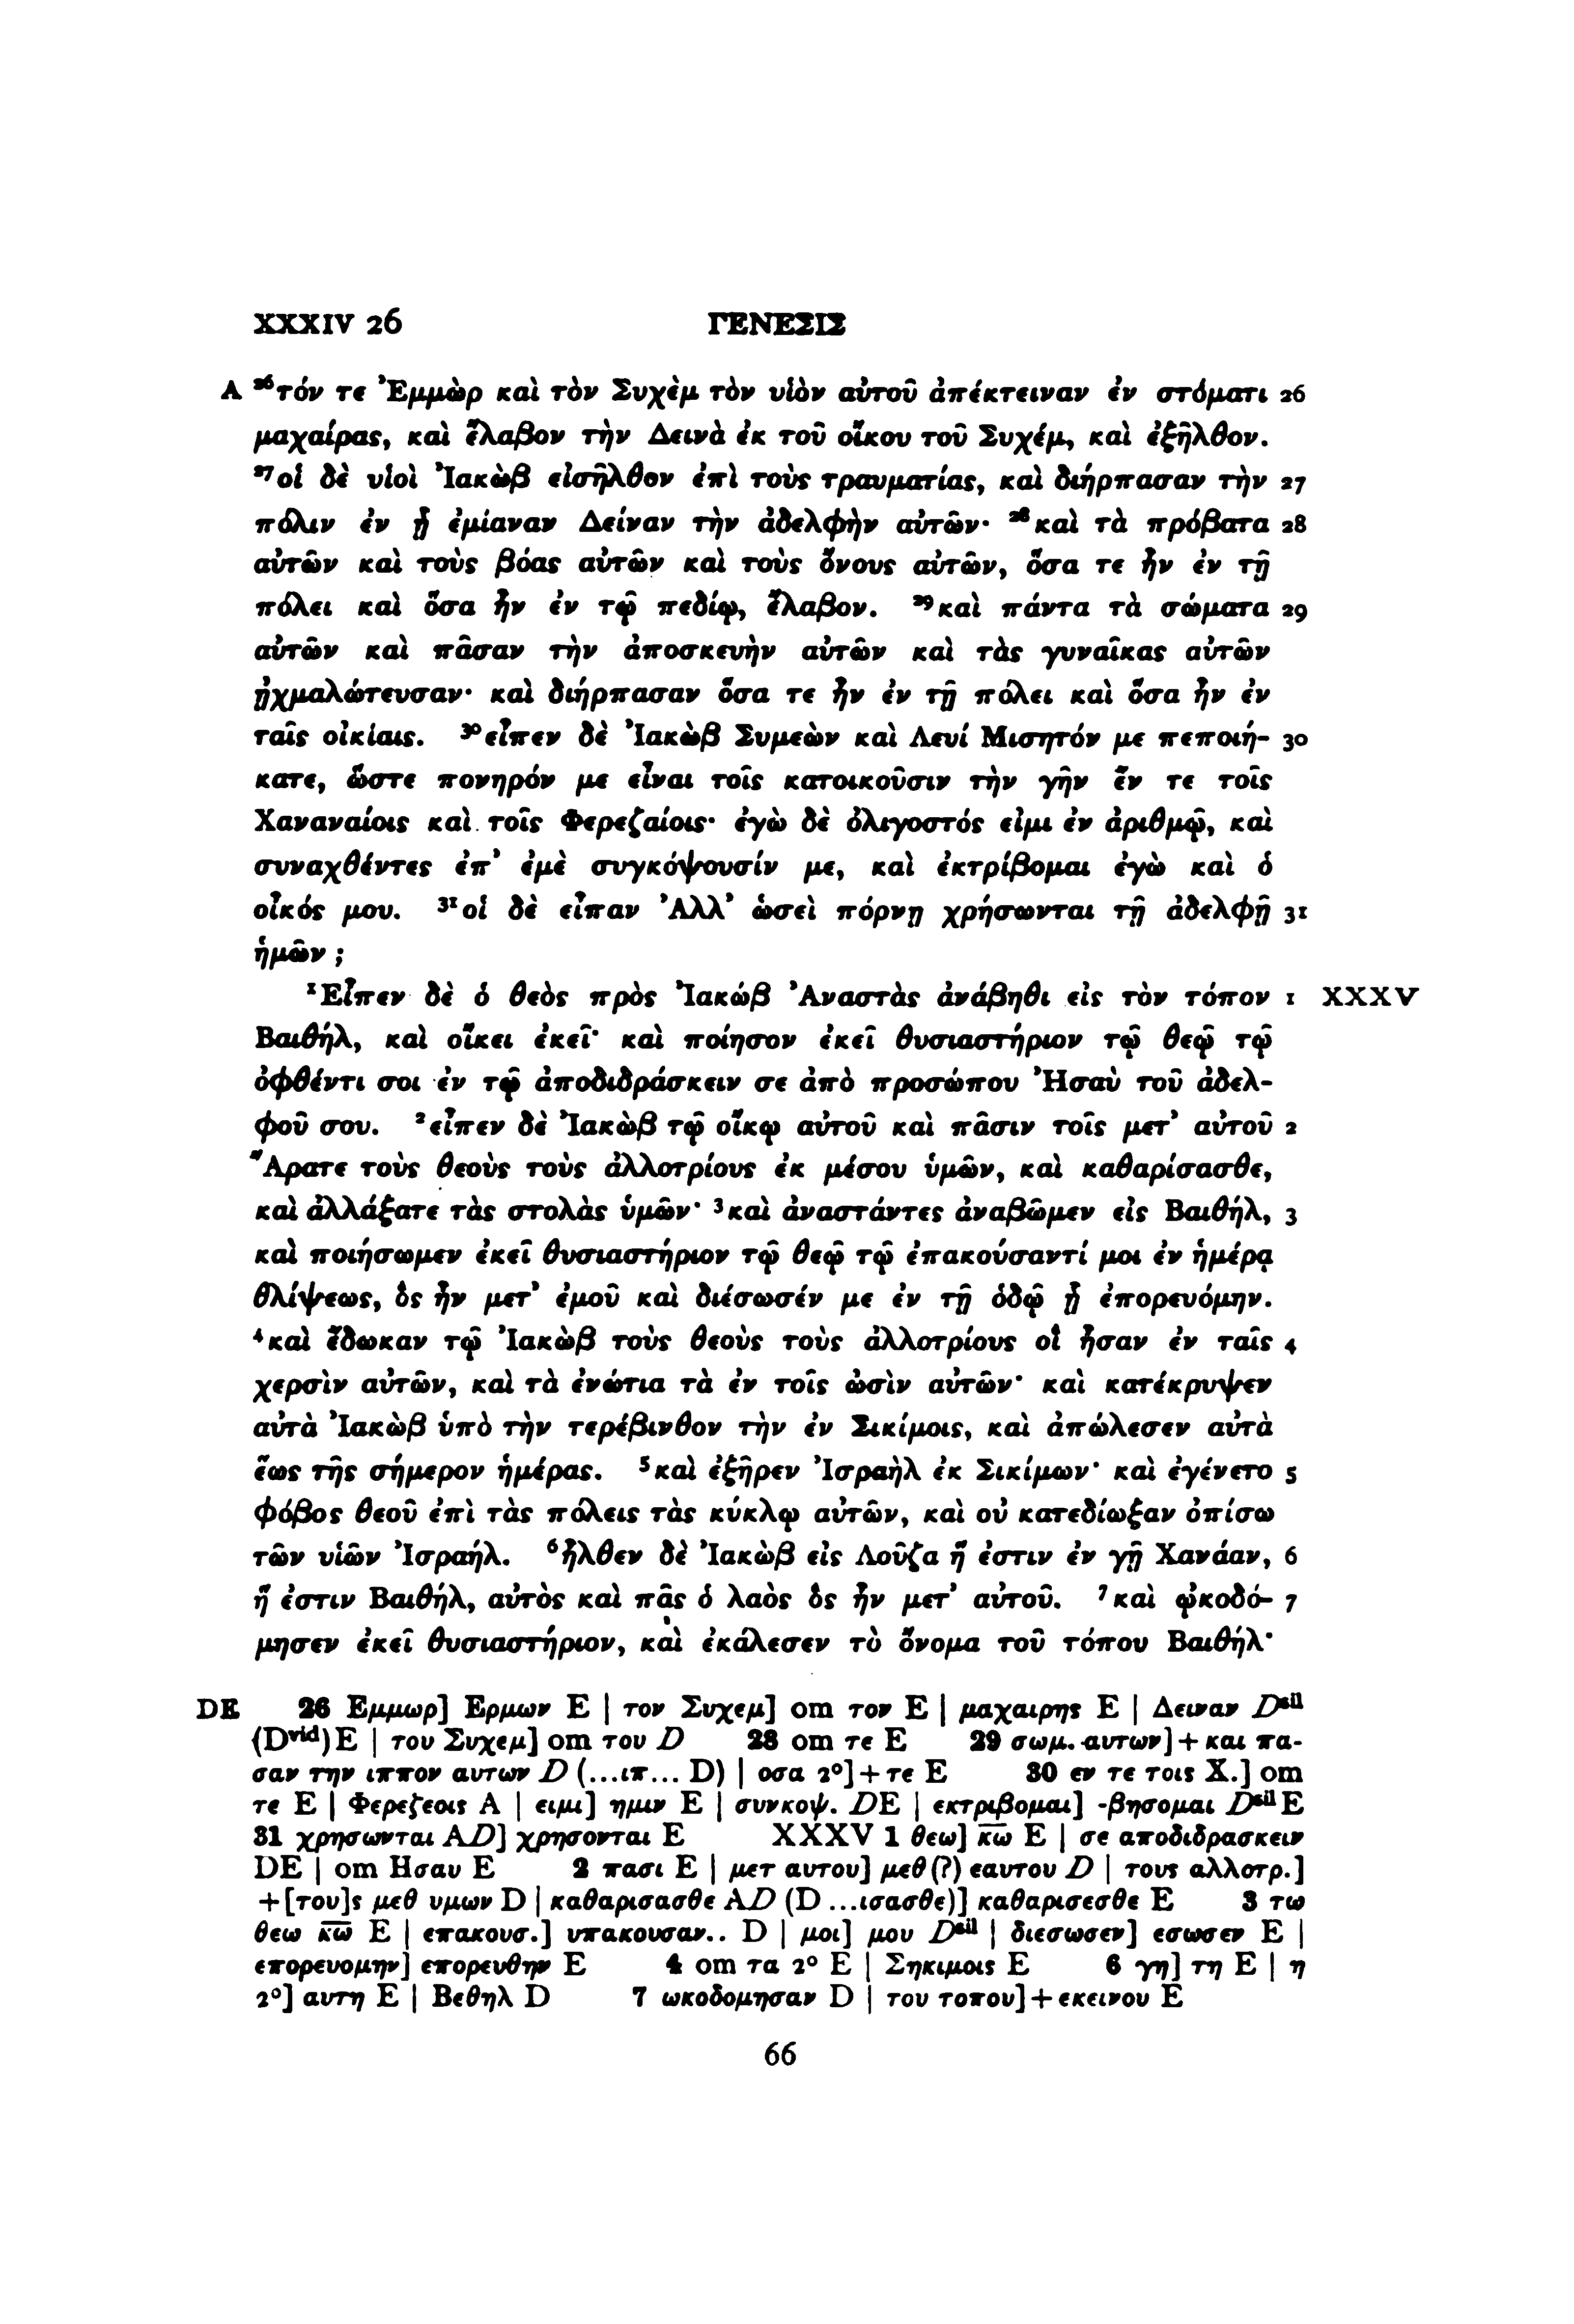 XXXIV 26 ΓΕΝΕΣΙΣ
A ²⁶τόν τε Ἐμμὼρ καὶ τὸν Συχὲμ τὸν υἱὸν αὐτοῦ ἀπέκτειναν ἐν στόματι 26
μαχαίρας, καὶ ἔλαβον τὴν Δεινὰ ἐκ τοῦ οἴκου τοῦ Συχέμ, καὶ ἐξῆλθον.
²⁷οἱ δὲ υἱοὶ Ἰακὼβ εἰσῆλθον ἐπὶ τοὺς τραυματίας, καὶ διήρπασαν τὴν 27
πόλιν ἐν ᾗ ἐμίαναν Δείναν τὴν ἀδελφὴν αὐτῶν· ²⁸καὶ τὰ πρόβατα 28
αὐτῶν καὶ τοὺς βόας αὐτῶν καὶ τοὺς ὄνους αὐτῶν, ὅσα τε ἦν ἐν τῇ
πόλει καὶ ὅσα ἦν ἐν τῷ πεδίῳ, ἔλαβον. ²⁹καὶ πάντα τὰ σώματα 29
αὐτῶν καὶ πᾶσαν τὴν ἀποσκευὴν αὐτῶν καὶ τὰς γυναῖκας αὐτῶν
ᾐχμαλώτευσαν· καὶ διήρπασαν ὅσα τε ἦν ἐν τῇ πόλει καὶ ὅσα ἦν ἐν
ταῖς οἰκίαις. ³⁰εἶπεν δὲ Ἰακὼβ Συμεὼν καὶ Λευί Μισητόν με πεποιή- 30
κατε, ὥστε πονηρόν με εἶναι τοῖς κατοικοῦσιν τὴν γῆν ἔν τε τοῖς
Χαναναίοις καὶ τοῖς Φερεζαίοις· ἐγὼ δὲ ὀλιγοστός εἰμι ἐν ἀριθμῷ, καὶ
συναχθέντες ἐπ’ ἐμὲ συγκόψουσίν με, καὶ ἐκτρίβομαι ἐγὼ καὶ ὁ
οἶκός μου. ³¹οἱ δὲ εἶπαν Ἀλλ’ ὡσεὶ πόρνῃ χρήσωνται τῇ ἀδελφῇ 31
ἡμῶν ;
¹Εἶπεν δὲ ὁ θεὸς πρὸς Ἰακώβ Ἀναστὰς ἀνάβηθι εἰς τὸν τόπον 1 XXXV
Βαιθήλ, καὶ οἴκει ἐκεῖ· καὶ ποίησον ἐκεῖ θυσιαστήριον τῷ θεῷ τῷ
ὀφθέντι σοι ἐν τῷ ἀποδιδράσκειν σε ἀπὸ προσώπου Ἠσαὺ τοῦ ἀδελ-
φοῦ σου. ²εἶπεν δὲ Ἰακὼβ τῷ οἴκῳ αὐτοῦ καὶ πᾶσιν τοῖς μετ’ αὐτοῦ 2
Ἄρατε τοὺς θεοὺς τοὺς ἀλλοτρίους ἐκ μέσου ὑμῶν, καὶ καθαρίσασθε,
καὶ ἀλλάξατε τὰς στολὰς ὑμῶν· ³καὶ ἀναστάντες ἀναβῶμεν εἰς Βαιθήλ, 3
καὶ ποιήσωμεν ἐκεῖ θυσιαστήριον τῷ θεῷ τῷ ἐπακούσαντί μοι ἐν ἡμέρᾳ
θλίψεως, ὃς ἦν μετ’ ἐμοῦ καὶ διέσωσέν με ἐν τῇ ὁδῷ ᾗ ἐπορευόμην.
⁴καὶ ἔδωκαν τῷ Ἰακὼβ τοὺς θεοὺς τοὺς ἀλλοτρίους οἳ ἦσαν ἐν ταῖς 4
χερσὶν αὐτῶν, καὶ τὰ ἐνώτια τὰ ἐν τοῖς ὠσὶν αὐτῶν· καὶ κατέκρυψεν
αὐτὰ Ἰακὼβ ὑπὸ τὴν τερέβινθον τὴν ἐν Σικίμοις, καὶ ἀπώλεσεν αὐτὰ
ἕως τῆς σήμερον ἡμέρας. ⁵καὶ ἐξῆρεν Ἰσραὴλ ἐκ Σικίμων· καὶ ἐγένετο 5
φόβος θεοῦ ἐπὶ τὰς πόλεις τὰς κύκλῳ αὐτῶν, καὶ οὐ κατεδίωξαν ὀπίσω
τῶν υἱῶν Ἰσραήλ. ⁶ἦλθεν δὲ Ἰακὼβ εἰς Λοῦζα ἥ ἐστιν ἐν γῇ Χανάαν, 6
ἥ ἐστιν Βαιθήλ, αὐτὸς καὶ πᾶς ὁ λαὸς ὃς ἦν μετ’ αὐτοῦ. ⁷καὶ ᾠκοδό- 7
μησεν ἐκεῖ θυσιαστήριον, καὶ ἐκάλεσεν τὸ ὄνομα τοῦ τόπου Βαιθήλ·
DE 26 Εμμωρ] Ερμων E | τον Συχεμ] om τον E | μαχαιρης E | Δειναν D^sil
(D^vid) E | του Συχεμ] om του D 28 om τε E 29 σωμ. αυτων] + και πα-
σαν την ιππον αυτων D (...ιπ... D) | οσα 2°] + τε E 30 εν τε τοις Χ.] om
τε E | Φερεζεοις A | ειμι] ημιν E | συνκοψ. DE | εκτριβομαι] -βησομαι D^sil E
31 χρησωνται AD] χρησονται E XXXV 1 θεω] κ̅ω̅ E | σε αποδιδρασκειν
DE | om Ησαυ E 2 πασι E | μετ αυτου] μεθ (?) εαυτου D | τους αλλοτρ.]
+ [του]ς μεθ υμων D | καθαρισασθε AD (D ...ισασθε)] καθαρισεσθε E 3 τω
θεω κ̅ω̅ E | επακουσ.] υπακουσαν.. D | μοι] μου D^sil | διεσωσεν] εσωσεν E |
επορευομην] επορευθην E 4 om τα 2° E | Σηκιμοις E 6 γη] τη E | η
2°] αυτη E | Βεθηλ D 7 ωκοδομησαν D | του τοπου] + εκεινου E
66